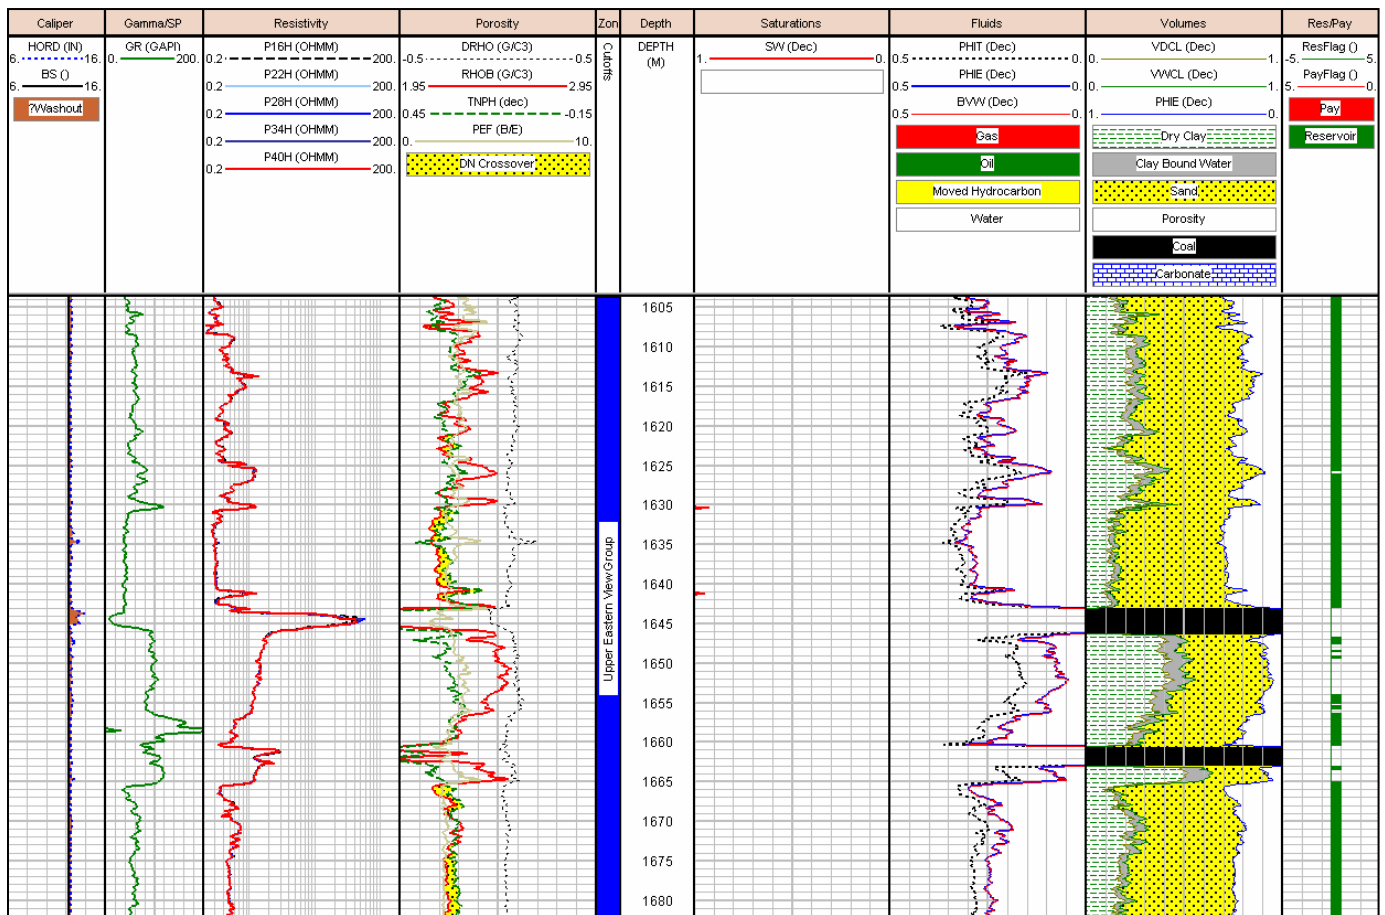 Caliper Gamma/SP Resistivity Porosity Zon Depth Saturations Fluids Volumes Res/Pay
HORD (IN)
6. 16.
BS ()
6. 16.
?Washout
GR (GAPI)
0. 200.
P16H (OHMM)
0.2 200.
P22H (OHMM)
0.2 200.
P28H (OHMM)
0.2 200.
P34H (OHMM)
0.2 200.
P40H (OHMM)
0.2 200.
DRHO (G/C3)
-0.5 0.5
RHOB (G/C3)
1.95 2.95
TNPH (dec)
0.45 -0.15
PEF (B/E)
0. 10.
DN Crossover
Cutoffs
DEPTH
(M)
SW (Dec)
1. 0.
PHIT (Dec)
0.5 0.
PHIE (Dec)
0.5 0.
BVW (Dec)
0.5 0.
Gas
Oil
Moved Hydrocarbon
Water
VDCL (Dec)
0. 1.
VWCL (Dec)
0. 1.
PHIE (Dec)
1. 0.
Dry Clay
Clay Bound Water
Sand
Porosity
Coal
Carbonate
ResFlag ()
-5. 5.
PayFlag ()
5. 0.
Pay
Reservoir
Upper Eastern View Group
1605
1610
1615
1620
1625
1630
1635
1640
1645
1650
1655
1660
1665
1670
1675
1680